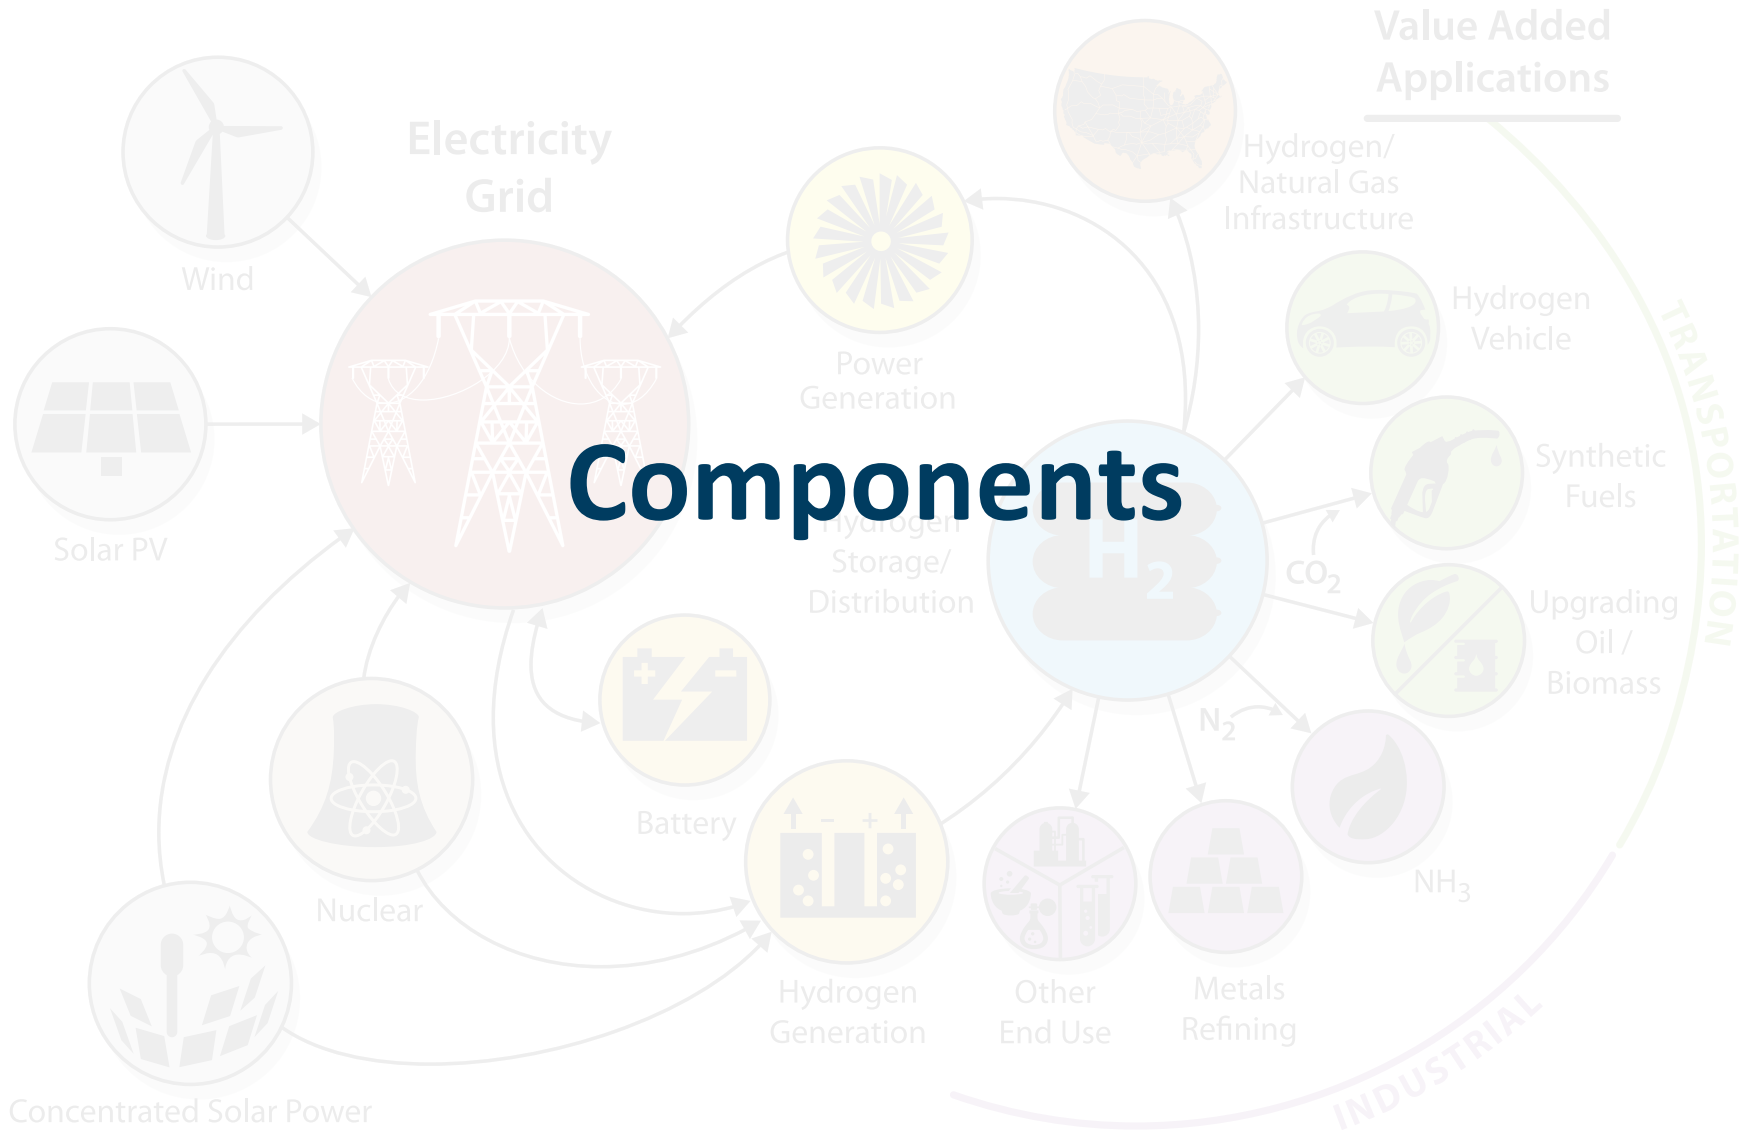 Value Added
Applications
Electricity
Grid
Hydrogen/
Natural Gas
Infrastructure
Wind
Hydrogen
Vehicle
TRANSPORTATION
Power
Generation
Components
Synthetic
Fuels
Solar PV
Hydrogen
Storage/
Distribution
H2
CO2
Upgrading
Oil /
Biomass
+ -
N2
Battery
- +
NH3
Nuclear
Hydrogen
Generation
Other
End Use
Metals
Refining
INDUSTRIAL
Concentrated Solar Power